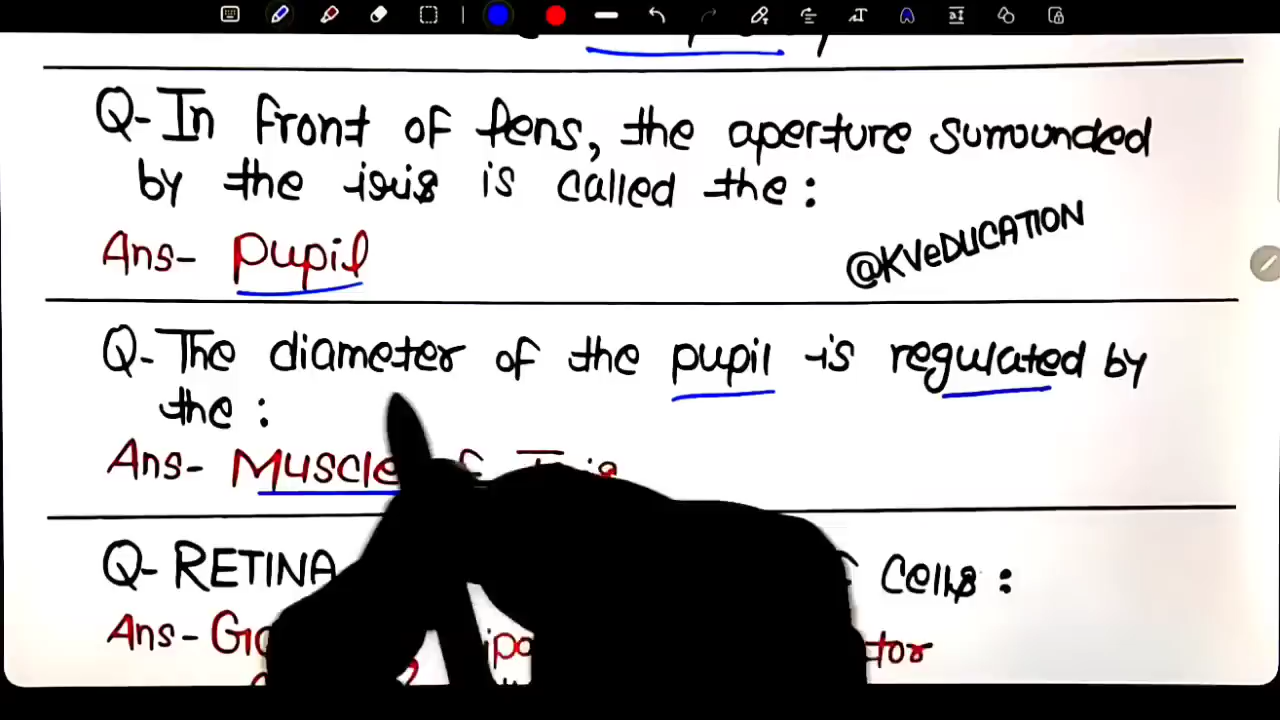 Q- In front of lens, the aperture surrounded
by the iris is called the :
Ans- Pupil
@KVeDUCATION
Q- The diameter of the pupil is regulated by
the :
Ans- Muscle
Q- RETINA Cells :
Ans-